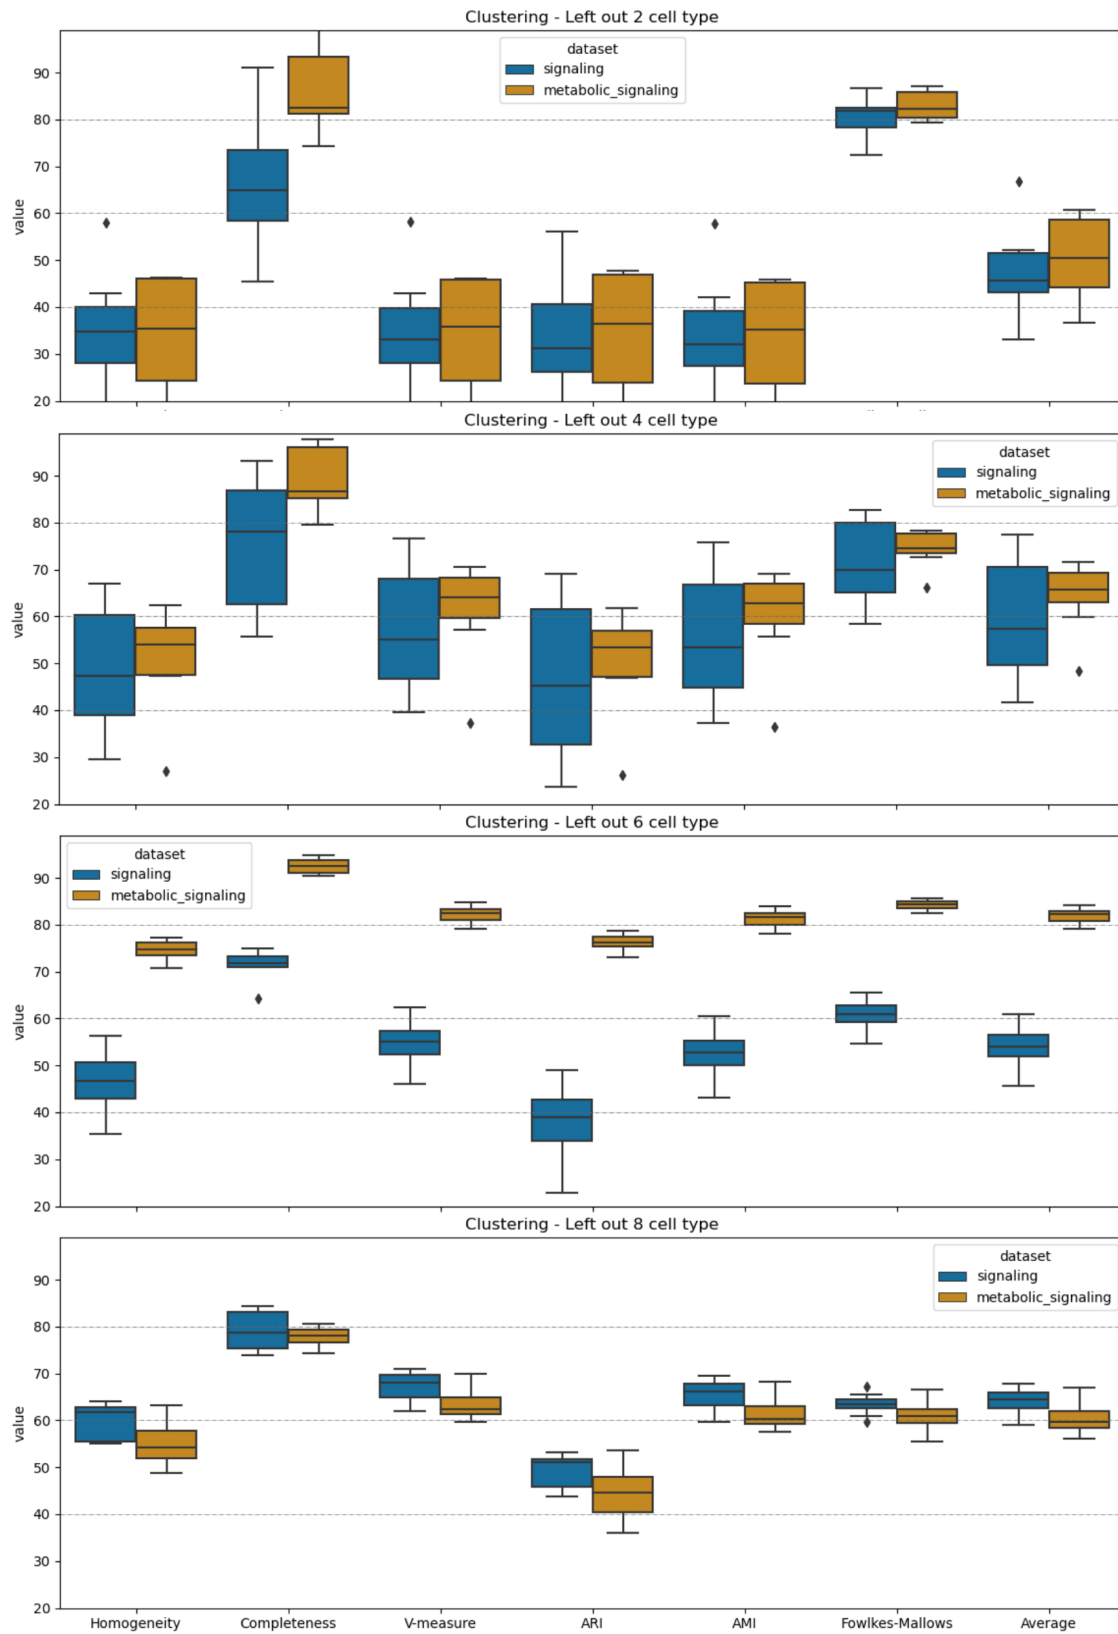 Clustering - Left out 2 cell type
dataset
signaling
metabolic_signaling
90
80
70
60
50
40
30
20
value
Clustering - Left out 4 cell type
dataset
signaling
metabolic_signaling
90
80
70
60
50
40
30
20
value
Clustering - Left out 6 cell type
dataset
signaling
metabolic_signaling
90
80
70
60
50
40
30
20
value
Clustering - Left out 8 cell type
dataset
signaling
metabolic_signaling
90
80
70
60
50
40
30
20
value
Homogeneity Completeness V-measure ARI AMI Fowlkes-Mallows Average